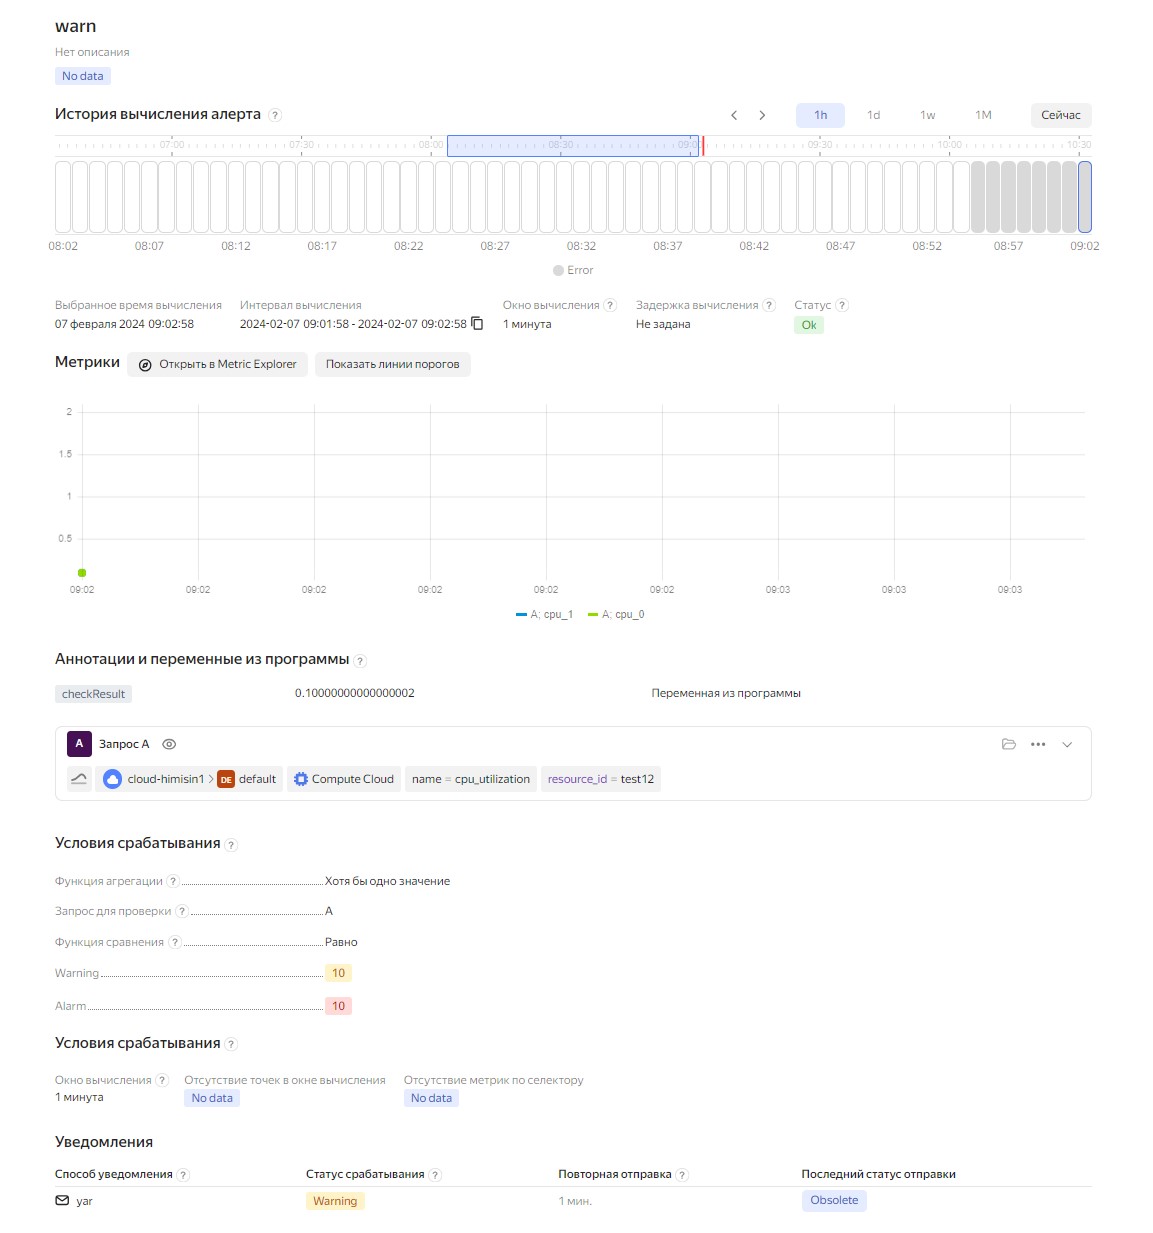 warn
Нет описания
No data
История вычисления алерта ?
1h 1d 1w 1M Сейчас
07:00 07:30 08:00 08:30 09:00 09:30 10:00 10:30
08:02 08:07 08:12 08:17 08:22 08:27 08:32 08:37 08:42 08:47 08:52 08:57 09:02
Error
Выбранное время вычисления Интервал вычисления Окно вычисления ? Задержка вычисления ? Статус ?
07 февраля 2024 09:02:58 2024-02-07 09:01:58 - 2024-02-07 09:02:58 1 минута Не задана Ok
Метрики Открыть в Metric Explorer Показать линии порогов
2
1.5
1
0.5
09:02 09:02 09:02 09:02 09:02 09:02 09:03 09:03 09:03
A; cpu_1 A; cpu_0
Аннотации и переменные из программы ?
checkResult 0.10000000000000002 Переменная из программы
A Запрос A
cloud-himisin1 > DE default Compute Cloud name = cpu_utilization resource_id = test12
Условия срабатывания ?
Функция агрегации ? Хотя бы одно значение
Запрос для проверки ? A
Функция сравнения ? Равно
Warning 10
Alarm 10
Условия срабатывания ?
Окно вычисления ? Отсутствие точек в окне вычисления Отсутствие метрик по селектору
1 минута No data No data
Уведомления
Способ уведомления ? Статус срабатывания ? Повторная отправка ? Последний статус отправки
yar Warning 1 мин. Obsolete